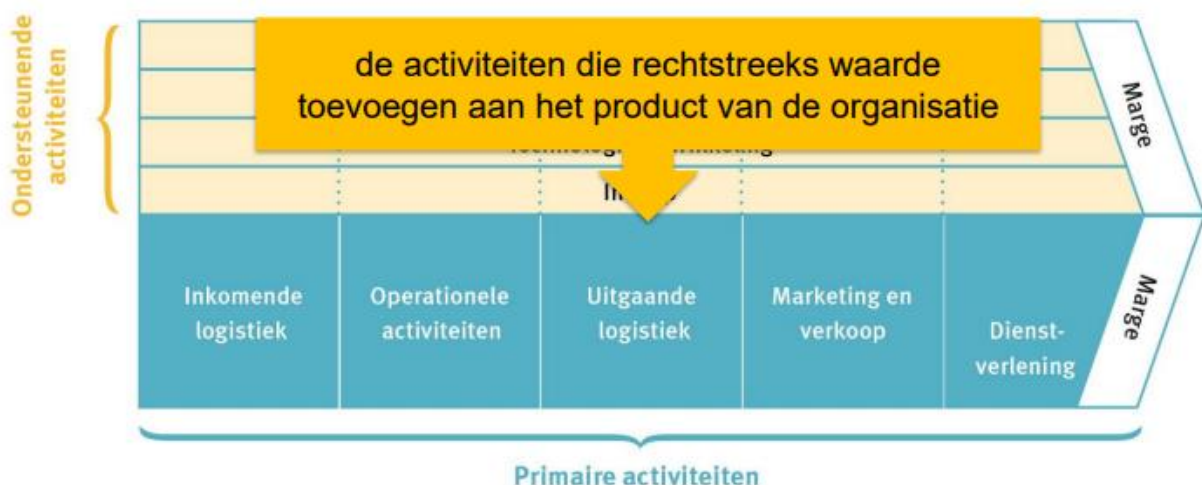 Ondersteunende
activiteiten
de activiteiten die rechtstreeks waarde
toevoegen aan het product van de organisatie
Marge
Inkomende
logistiek
Operationele
activiteiten
Uitgaande
logistiek
Marketing en
verkoop
Dienst-
verlening
Marge
Primaire activiteiten